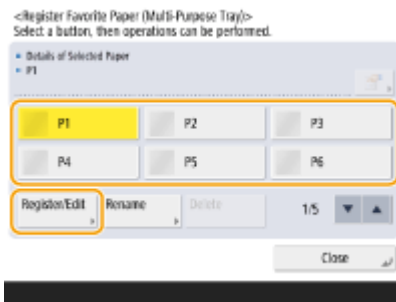 <Register Favorite Paper (Multi-Purpose Tray)>
Select a button, then operations can be performed.
Details of Selected Paper
P1
P1 P2 P3
P4 P5 P6
Register/Edit Rename Delete 1/5 ▼ ▲
Close